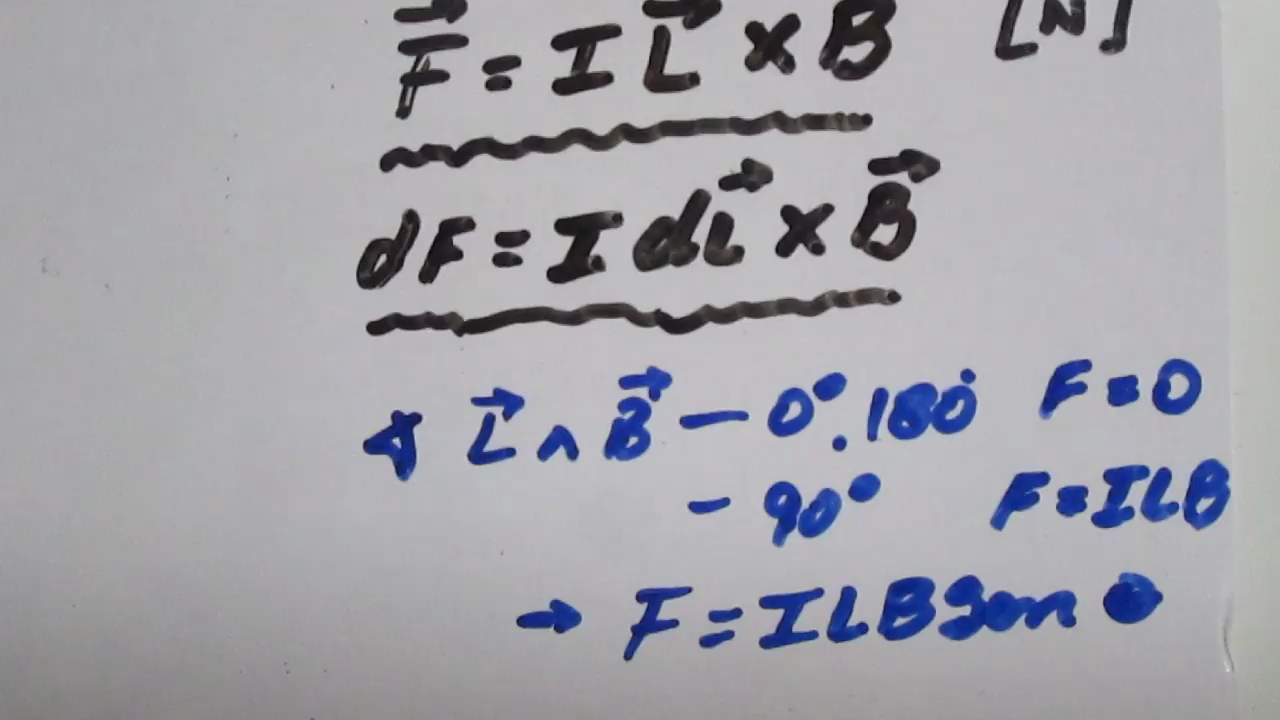 F⃗ = I L⃗ × B [N]
dF = I dL⃗ × B⃗
∢ L⃗ ∧ B⃗ — 0°. 180° F = 0
- 90° F = ILB
→ F = ILB Sen θ